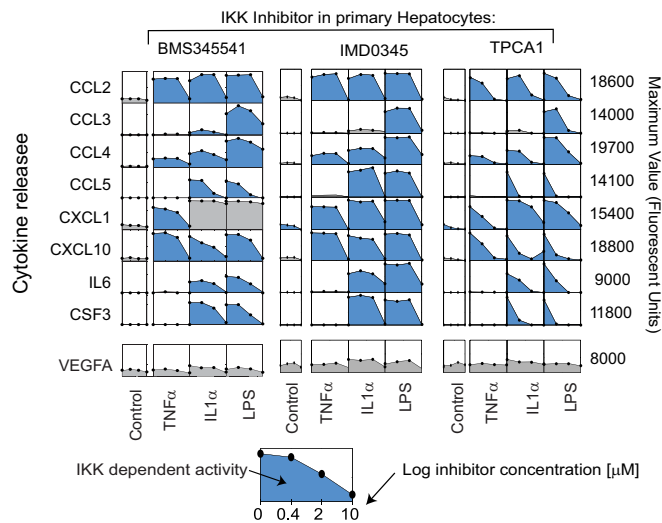 IKK Inhibitor in primary Hepatocytes:
BMS345541 IMD0345 TPCA1
Cytokine releasee
CCL2 18600
CCL3 14000
CCL4 19700
CCL5 14100
CXCL1 15400
CXCL10 18800
IL6 9000
CSF3 11800
VEGFA 8000
Maximum Value (Fluorescent Units)
Control TNFα IL1α LPS Control TNFα IL1α LPS Control TNFα IL1α LPS
IKK dependent activity
Log inhibitor concentration [μM]
0 0.4 2 10